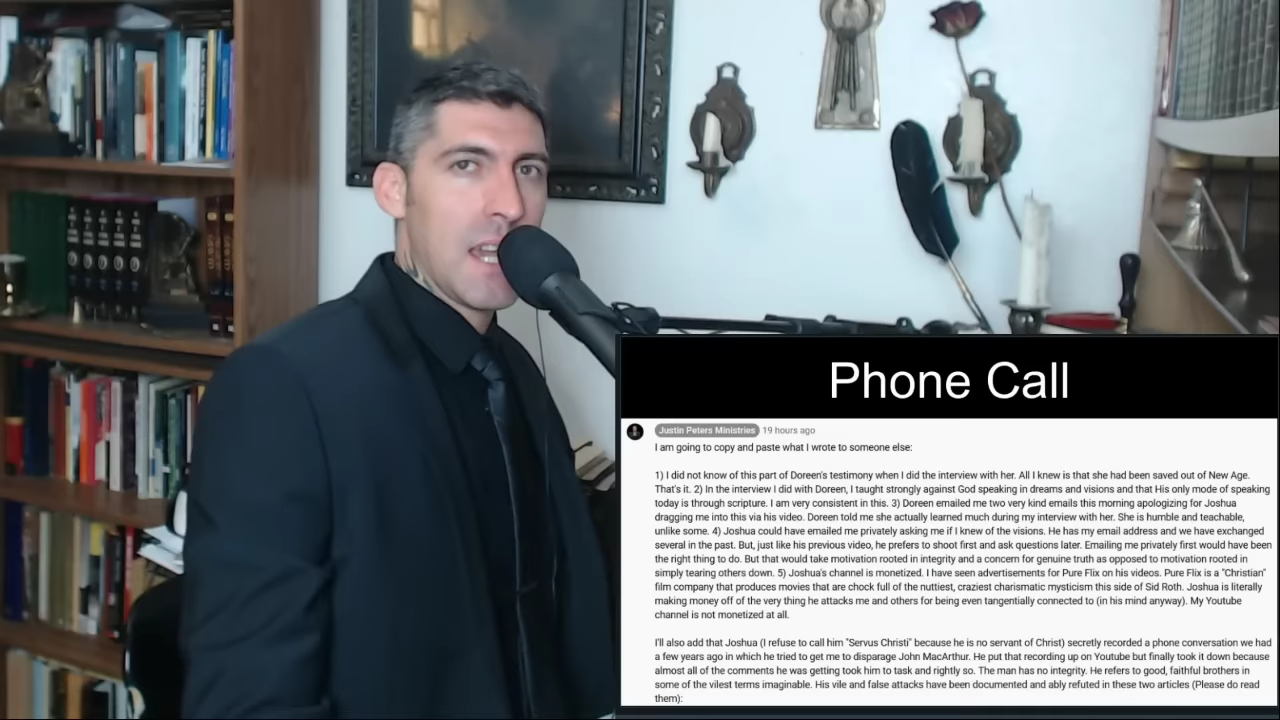 Phone Call
Justin Peters Ministries 19 hours ago
I am going to copy and paste what I wrote to someone else:
1) I did not know of this part of Doreen's testimony when I did the interview with her. All I knew is that she had been saved out of New Age.
That's it. 2) In the interview I did with Doreen, I taught strongly against God speaking in dreams and visions and that His only mode of speaking
today is through scripture. I am very consistent in this. 3) Doreen emailed me two very kind emails this morning apologizing for Joshua
dragging me into this via his video. Doreen told me she actually learned much during my interview with her. She is humble and teachable,
unlike some. 4) Joshua could have emailed me privately asking me if I knew of the visions. He has my email address and we have exchanged
several in the past. But, just like his previous video, he prefers to shoot first and ask questions later. Emailing me privately first would have been
the right thing to do. But that would take motivation rooted in integrity and a concern for genuine truth as opposed to motivation rooted in
simply tearing others down. 5) Joshua's channel is monetized. I have seen advertisements for Pure Flix on his videos. Pure Flix is a "Christian"
film company that produces movies that are chock full of the nuttiest, craziest charismatic mysticism this side of Sid Roth. Joshua is literally
making money off of the very thing he attacks me and others for being even tangentially connected to (in his mind anyway). My Youtube
channel is not monetized at all.
I'll also add that Joshua (I refuse to call him "Servus Christi" because he is no servant of Christ) secretly recorded a phone conversation we had
a few years ago in which he tried to get me to disparage John MacArthur. He put that recording up on Youtube but finally took it down because
almost all of the comments he was getting took him to task and rightly so. The man has no integrity. He refers to good, faithful brothers in
some of the vilest terms imaginable. His vile and false attacks have been documented and ably refuted in these two articles (Please do read
them):